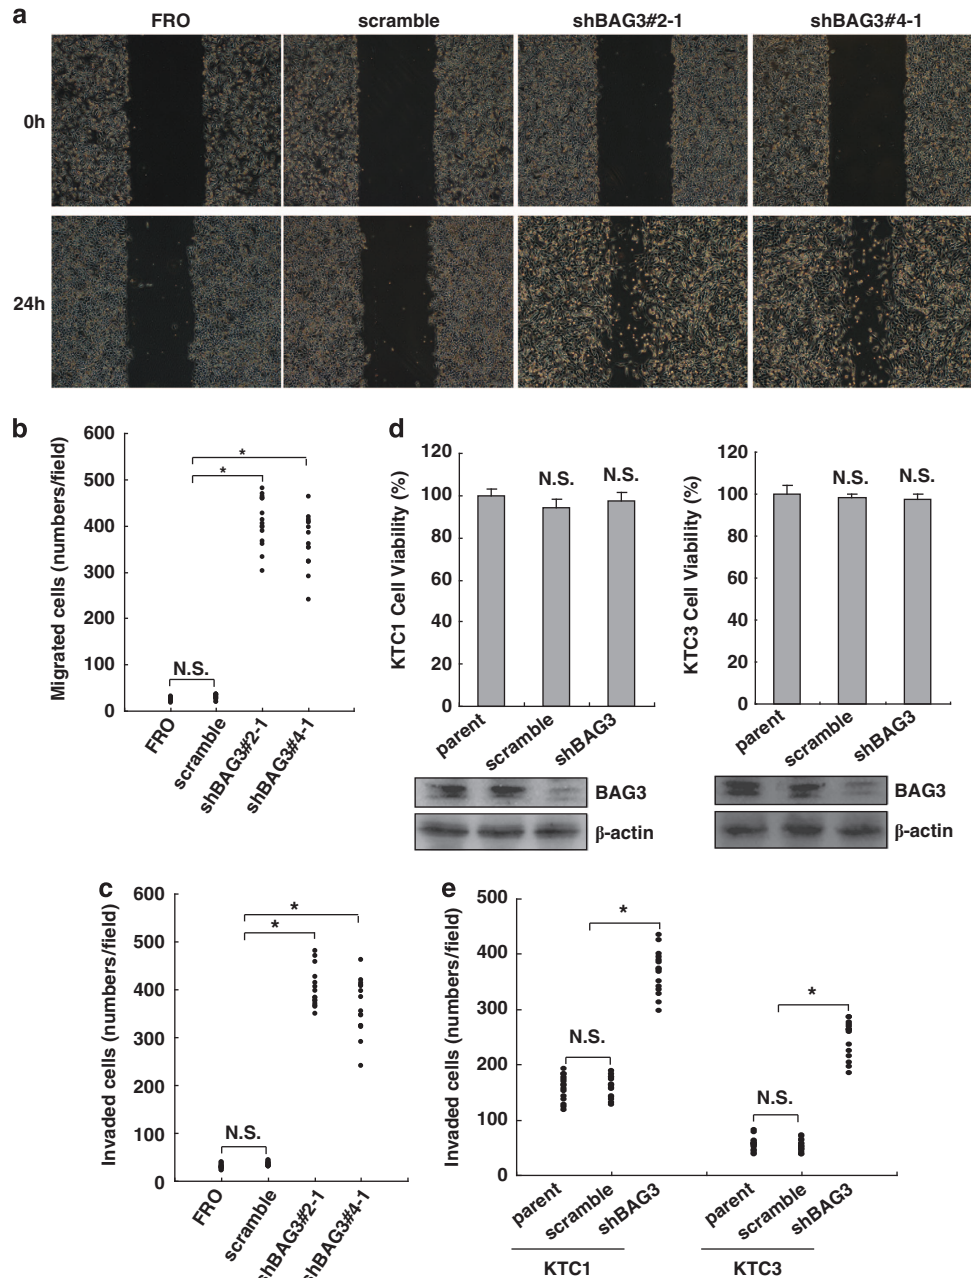 a
FRO scramble shBAG3#2-1 shBAG3#4-1
0h
24h
b
Migrated cells (numbers/field)
600
500
400
300
200
100
0
*
*
N.S.
FRO
scramble
shBAG3#2-1
shBAG3#4-1
d
KTC1 Cell Viability (%)
120
100
80
60
40
20
0
N.S. N.S.
parent
scramble
shBAG3
BAG3
β-actin
KTC3 Cell Viability (%)
120
100
80
60
40
20
0
N.S. N.S.
parent
scramble
shBAG3
BAG3
β-actin
c
Invaded cells (numbers/field)
600
500
400
300
200
100
0
*
*
N.S.
FRO
scramble
shBAG3#2-1
shBAG3#4-1
e
Invaded cells (numbers/field)
500
400
300
200
100
0
*
N.S.
*
N.S.
parent
scramble
shBAG3
parent
scramble
shBAG3
KTC1 KTC3